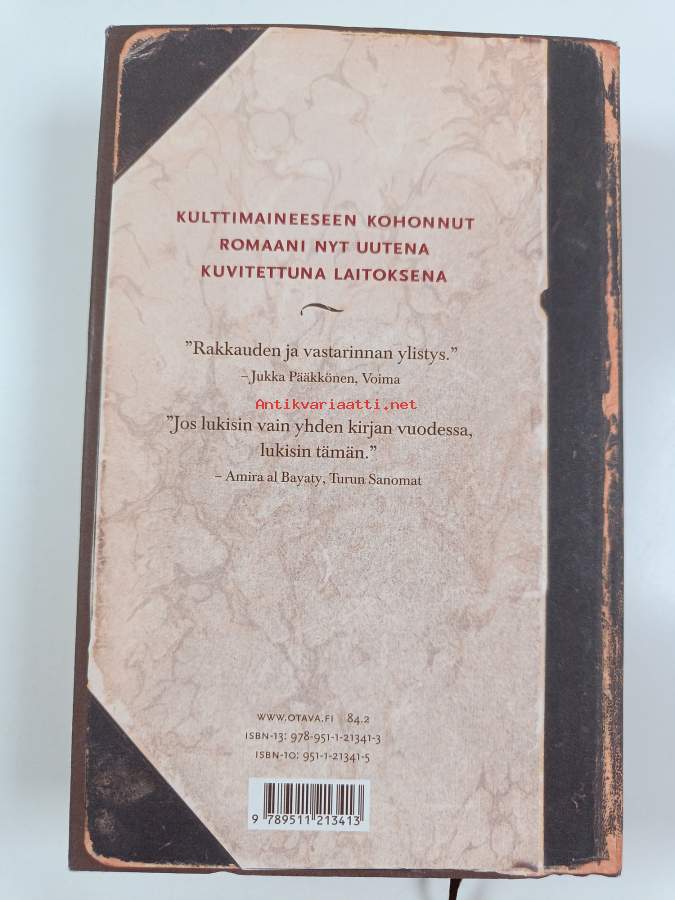 KULTTIMAINEESEEN KOHONNUT
ROMAANI NYT UUTENA
KUVITETTUNA LAITOKSENA
”Rakkauden ja vastarinnan ylistys.”
– Jukka Pääkkönen, Voima
Antikvariaatti.net
”Jos lukisin vain yhden kirjan vuodessa,
lukisin tämän.”
– Amira al Bayaty, Turun Sanomat
WWW.OTAVA.FI 84.2
ISBN-13: 978-951-1-21341-3
ISBN-10: 951-1-21341-5
9 789511 213413